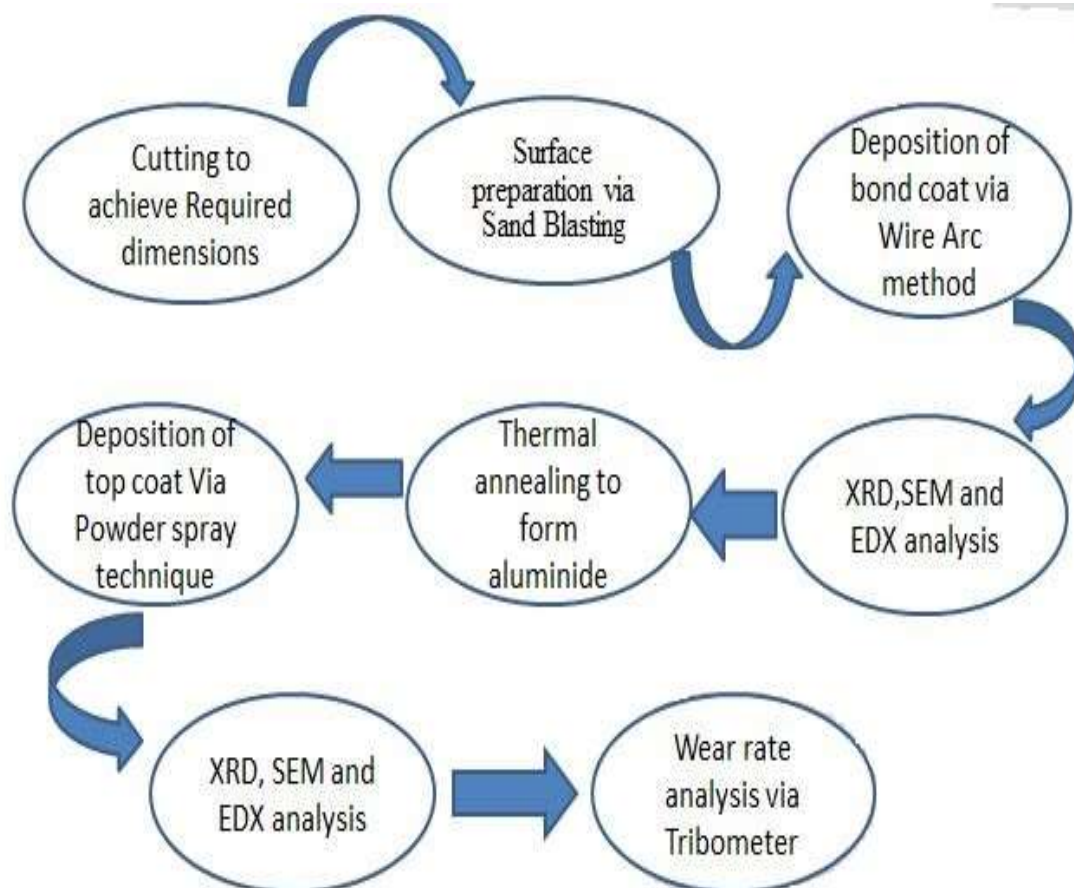 Cutting to
achieve Required
dimensions
Surface
preparation via
Sand Blasting
Deposition of
bond coat via
Wire Arc
method
XRD,SEM and
EDX analysis
Thermal
annealing to
form
aluminide
Deposition of
top coat Via
Powder spray
technique
XRD, SEM and
EDX analysis
Wear rate
analysis via
Tribometer